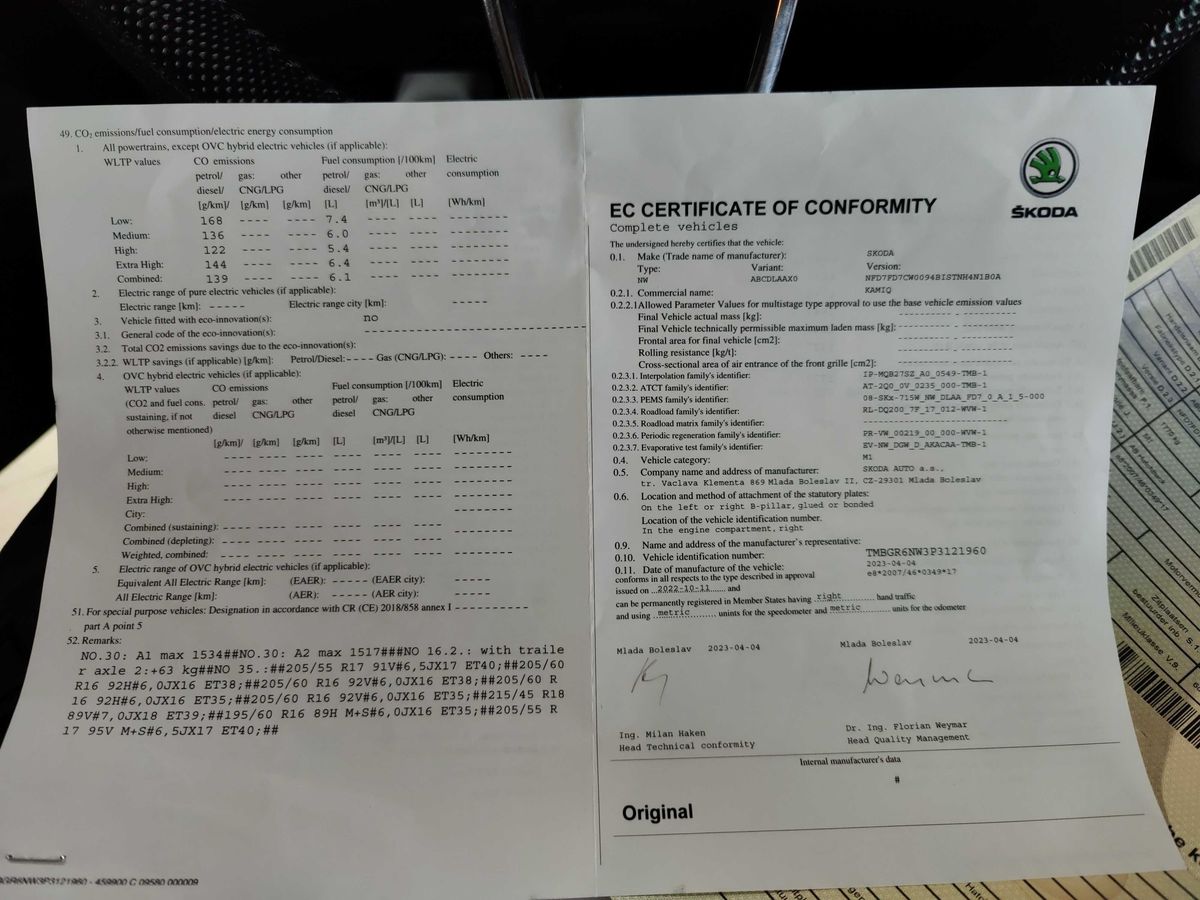 49. CO₂ emissions/fuel consumption/electric energy consumption
1. All powertrains, except OVC hybrid electric vehicles (if applicable):
WLTP values CO emissions Fuel consumption [/100km] Electric
petrol/ gas: other petrol/ gas: other consumption
diesel/ CNG/LPG diesel/ CNG/LPG
[g/km]/ [g/km] [g/km] [L] [m³]/[L] [L] [Wh/km]
Low: 168 ---- ---- 7.4 ---- ---- --------
Medium: 136 ---- ---- 6.0 ---- ---- --------
High: 122 ---- ---- 5.4 ---- ---- --------
Extra High: 144 ---- ---- 6.4 ---- ---- --------
Combined: 139 ---- ---- 6.1 ---- ---- --------
2. Electric range of pure electric vehicles (if applicable):
Electric range [km]: ----- Electric range city [km]: -----
3. Vehicle fitted with eco-innovation(s): no
3.1. General code of the eco-innovation(s):
3.2. Total CO2 emissions savings due to the eco-innovation(s):
3.2.2. WLTP savings (if applicable) [g/km]: Petrol/Diesel:---- Gas (CNG/LPG): ---- Others: ----
4. OVC hybrid electric vehicles (if applicable):
WLTP values CO emissions Fuel consumption [/100km] Electric
(CO2 and fuel cons. petrol/ gas: other petrol/ gas: other consumption
sustaining, if not diesel CNG/LPG diesel CNG/LPG
otherwise mentioned)
[g/km]/ [g/km] [g/km] [L] [m³]/[L] [L] [Wh/km]
Low:
Medium:
High:
Extra High:
City:
Combined (sustaining):
Combined (depleting):
Weighted, combined:
5. Electric range of OVC hybrid electric vehicles (if applicable):
Equivalent All Electric Range [km]: (EAER): ----- (EAER city): -----
All Electric Range [km]: (AER): ----- (AER city): -----
51. For special purpose vehicles: Designation in accordance with CR (CE) 2018/858 annex I -----------
part A point 5
52. Remarks:
NO.30: A1 max 1534##NO.30: A2 max 1517###NO 16.2.: with traile
r axle 2:+63 kg##NO 35.:##205/55 R17 91V#6,5JX17 ET40;##205/60
R16 92H#6,0JX16 ET38;##205/60 R16 92V#6,0JX16 ET38;##205/60 R
16 92H#6,0JX16 ET35;##205/60 R16 92V#6,0JX16 ET35;##215/45 R18
89V#7,0JX18 ET39;##195/60 R16 89H M+S#6,0JX16 ET35;##205/55 R
17 95V M+S#6,5JX17 ET40;##
GR6NW3P3121960 - 459900 C 09580 000009
ŠKODA
EC CERTIFICATE OF CONFORMITY
Complete vehicles
The undersigned hereby certifies that the vehicle:
0.1. Make (Trade name of manufacturer): SKODA
Type: Variant: Version:
NW ABCDLAAX0 NFD7FD7CW0094BISTNH4N1B0A
0.2.1. Commercial name: KAMIQ
0.2.2.1Allowed Parameter Values for multistage type approval to use the base vehicle emission values
Final Vehicle actual mass [kg]:
Final Vehicle technically permissible maximum laden mass [kg]:
Frontal area for final vehicle [cm2]:
Rolling resistance [kg/t]:
Cross-sectional area of air entrance of the front grille [cm2]:
0.2.3.1. Interpolation family's identifier: IP-MQB27SZ_A0_0549-TMB-1
0.2.3.2. ATCT family's identifier: AT-2Q0_0V_0235_000-TMB-1
0.2.3.3. PEMS family's identifier: 08-SKx-715W_NW_DLAA_FD7_0_A_1_5-000
0.2.3.4. Roadload family's identifier: RL-DQ200_7F_17_012-WVW-1
0.2.3.5. Roadload matrix family's identifier:
0.2.3.6. Periodic regeneration family's identifier: PR-VW_00219_00_000-WVW-1
0.2.3.7. Evaporative test family's identifier: EV-NW_DGW_D_AKACAA-TMB-1
0.4. Vehicle category: M1
0.5. Company name and address of manufacturer: SKODA AUTO a.s.,
tr. Vaclava Klementa 869 Mlada Boleslav II, CZ-29301 Mlada Boleslav
0.6. Location and method of attachment of the statutory plates:
On the left or right B-pillar, glued or bonded
Location of the vehicle identification number.
In the engine compartment, right
0.9. Name and address of the manufacturer's representative:
0.10. Vehicle identification number: TMBGR6NW3P3121960
0.11. Date of manufacture of the vehicle: 2023-04-04
conforms in all respects to the type described in approval e8*2007/46*0349*17
issued on ...2022-10-11...... and
can be permanently registered in Member States having right hand traffic
and using metric unints for the speedometer and metric units for the odometer
Mlada Boleslav 2023-04-04 Mlada Boleslav 2023-04-04
Ing. Milan Haken Dr. Ing. Florian Weymar
Head Technical conformity Head Quality Management
Internal manufacturer's data
#
Original